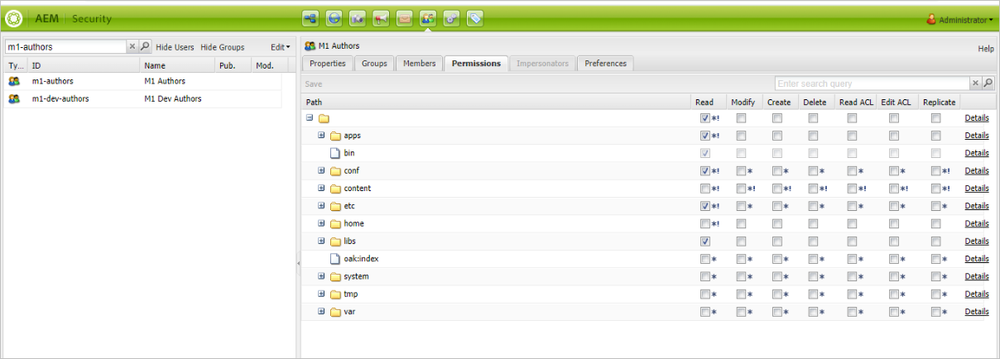 AEM Security Administrator
m1-authors Hide Users Hide Groups Edit
Ty... ID Name Pub. Mod.
m1-authors M1 Authors
m1-dev-authors M1 Dev Authors
M1 Authors
Help
Properties Groups Members Permissions Impersonators Preferences
Save Enter search query
Path Read Modify Create Delete Read ACL Edit ACL Replicate
*! Details
apps *! Details
bin Details
conf *! * * * * * *! Details
content *! *! *! *! *! *! *! Details
etc *! * * * * * * Details
home *! Details
libs Details
oak:index * * * * * * * Details
system * * * * * * * Details
tmp * * * * * * * Details
var * * * * * * * Details